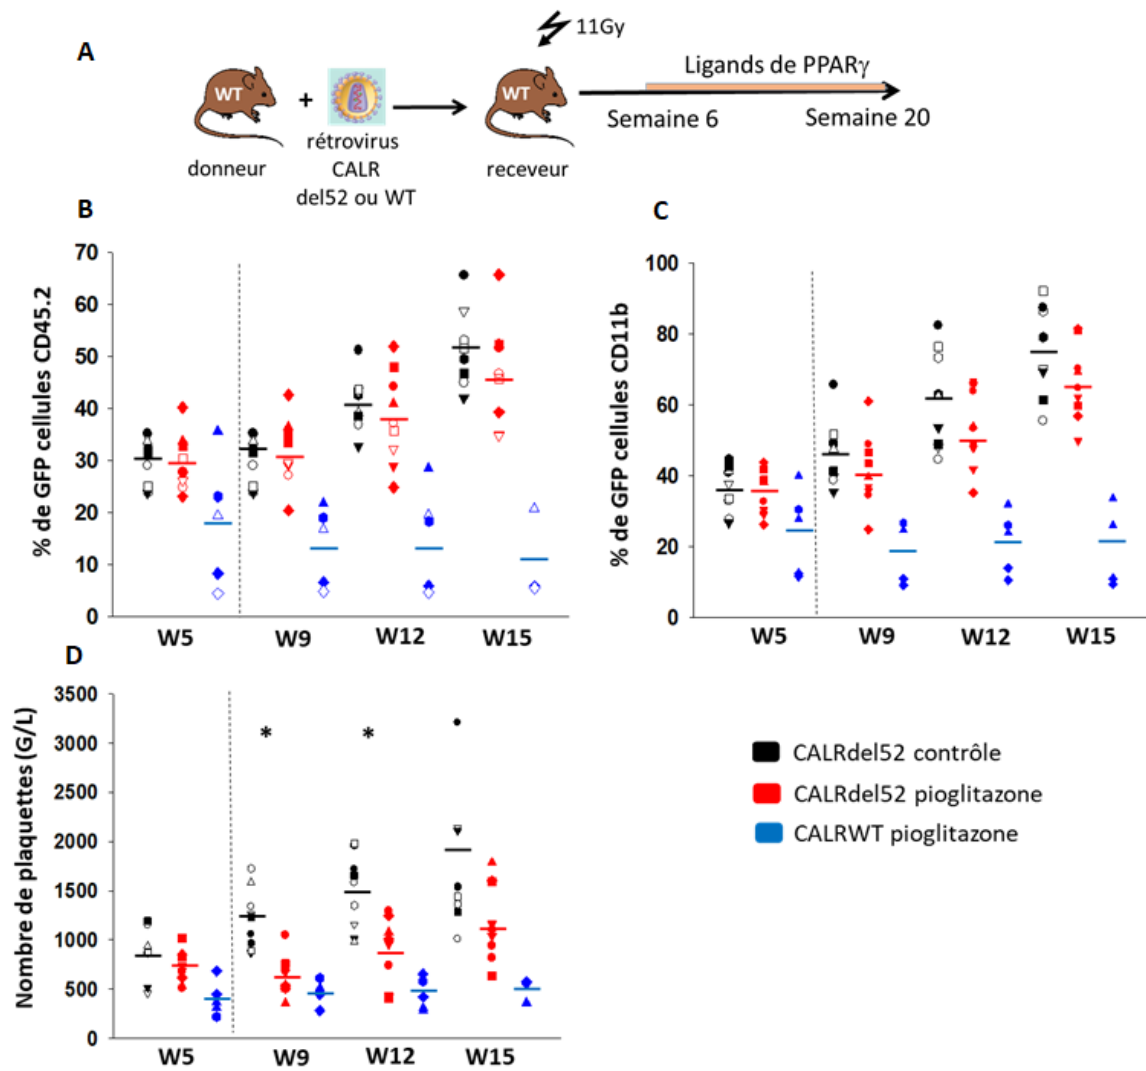 A
11Gy
WT
+
WT
Ligands de PPARγ
Semaine 6
Semaine 20
donneur
rétrovirus
CALR
del52 ou WT
receveur
B
% de GFP cellules CD45.2
70
60
50
40
30
20
10
0
W5
W9
W12
W15
C
% de GFP cellules CD11b
100
80
60
40
20
0
W5
W9
W12
W15
D
Nombre de plaquettes (G/L)
3500
3000
2500
2000
1500
1000
500
0
*
*
W5
W9
W12
W15
CALRdel52 contrôle
CALRdel52 pioglitazone
CALRWT pioglitazone